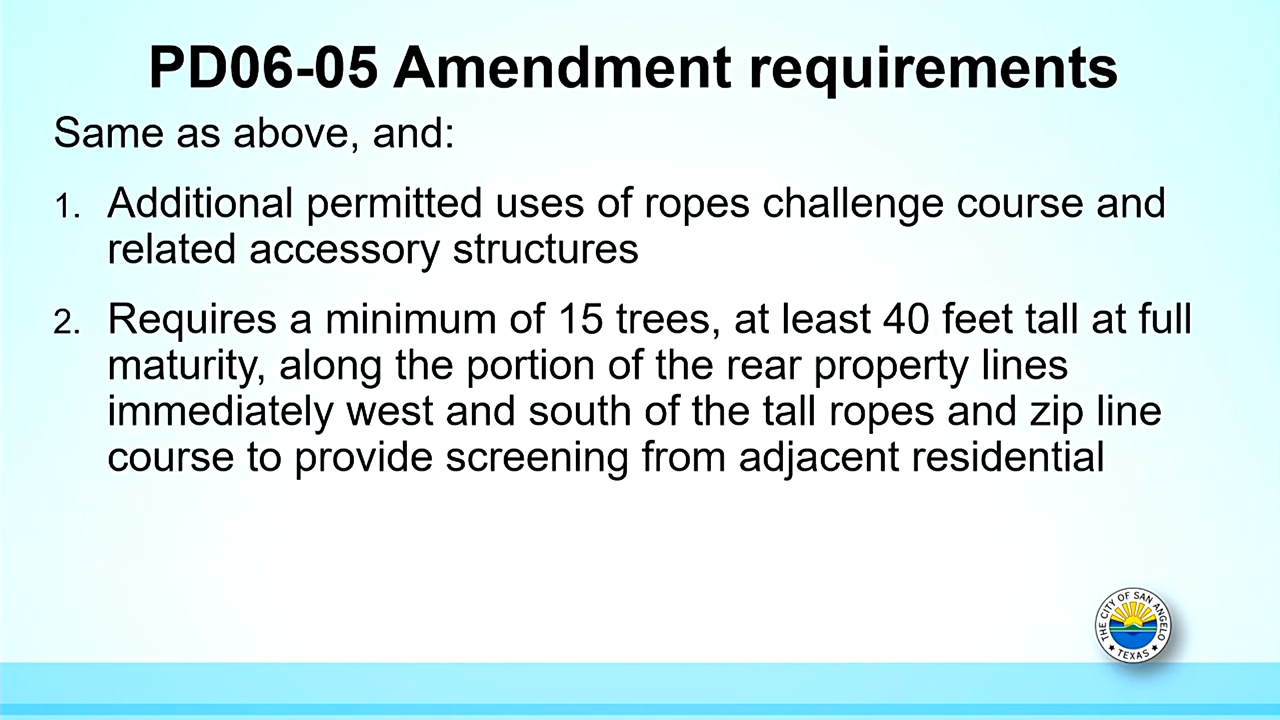 PD06-05 Amendment requirements
Same as above, and:
1. Additional permitted uses of ropes challenge course and
related accessory structures
2. Requires a minimum of 15 trees, at least 40 feet tall at full
maturity, along the portion of the rear property lines
immediately west and south of the tall ropes and zip line
course to provide screening from adjacent residential
THE CITY OF SAN ANGELO
TEXAS